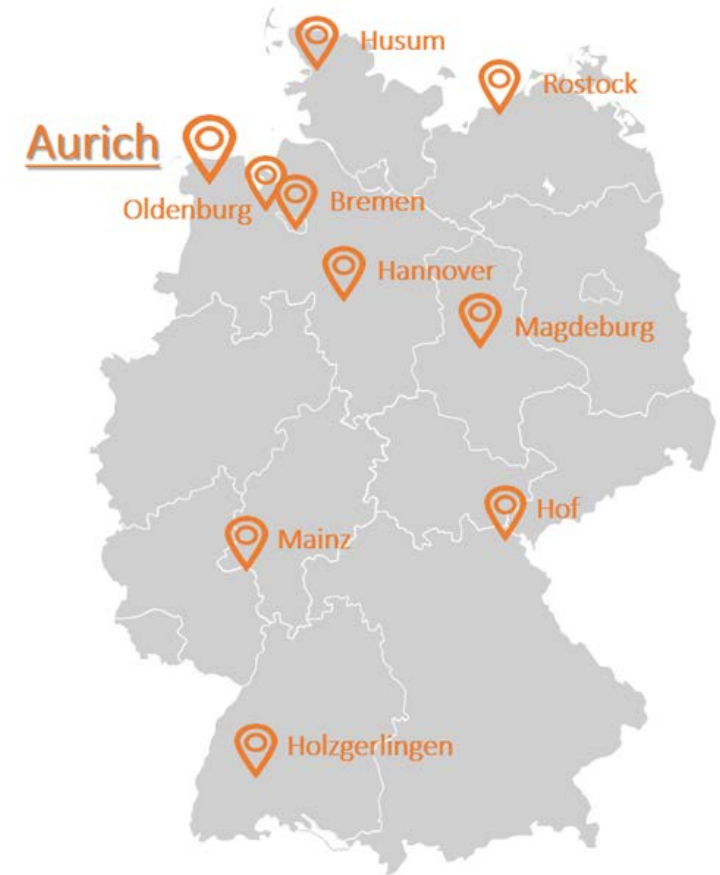 Husum
Rostock
Aurich
Oldenburg
Bremen
Hannover
Magdeburg
Hof
Mainz
Holzgerlingen